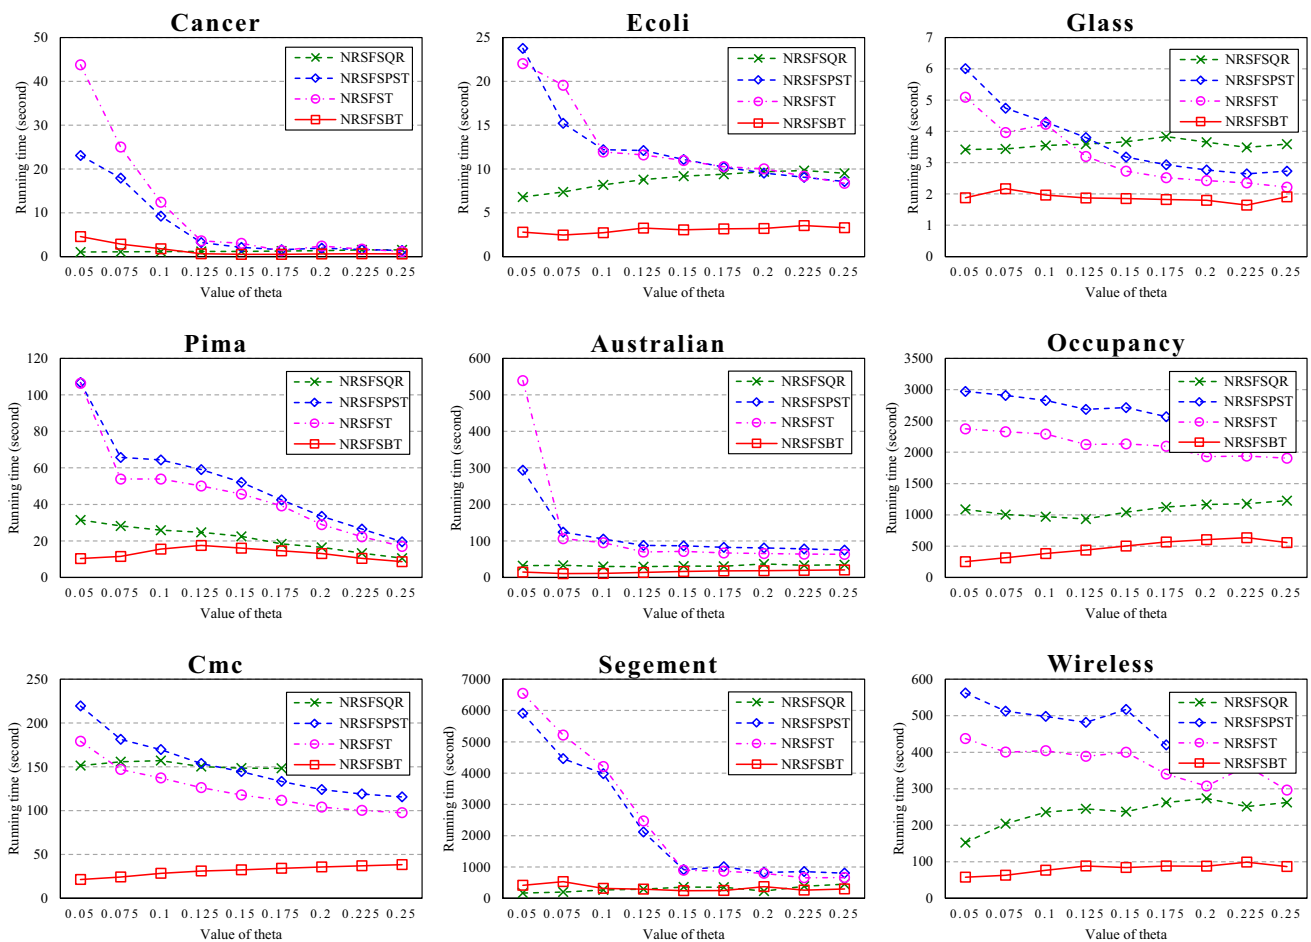 Cancer
Running time (second)
50
40
30
20
10
0
NRSFSQR
NRSFSPST
NRSFST
NRSFSBT
0.05 0.075 0.1 0.125 0.15 0.175 0.2 0.225 0.25
Value of theta
Ecoli
Running time (second)
25
20
15
10
5
0
NRSFSQR
NRSFSPST
NRSFST
NRSFSBT
0.05 0.075 0.1 0.125 0.15 0.175 0.2 0.225 0.25
Value of theta
Glass
Running time (second)
7
6
5
4
3
2
1
0
NRSFSQR
NRSFSPST
NRSFST
NRSFSBT
0.05 0.075 0.1 0.125 0.15 0.175 0.2 0.225 0.25
Value of theta
Pima
Running time (second)
120
100
80
60
40
20
0
NRSFSQR
NRSFSPST
NRSFST
NRSFSBT
0.05 0.075 0.1 0.125 0.15 0.175 0.2 0.225 0.25
Value of theta
Australian
Running tim (second)
600
500
400
300
200
100
0
NRSFSQR
NRSFSPST
NRSFST
NRSFSBT
0.05 0.075 0.1 0.125 0.15 0.175 0.2 0.225 0.25
Value of theta
Occupancy
Running time (second)
3500
3000
2500
2000
1500
1000
500
0
NRSFSQR
NRSFSPST
NRSFST
NRSFSBT
0.05 0.075 0.1 0.125 0.15 0.175 0.2 0.225 0.25
Value of theta
Cmc
Running time (second)
250
200
150
100
50
0
NRSFSQR
NRSFSPST
NRSFST
NRSFSBT
0.05 0.075 0.1 0.125 0.15 0.175 0.2 0.225 0.25
Value of theta
Segement
Running time (second)
7000
6000
5000
4000
3000
2000
1000
0
NRSFSQR
NRSFSPST
NRSFST
NRSFSBT
0.05 0.075 0.1 0.125 0.15 0.175 0.2 0.225 0.25
Value of theta
Wireless
Running time (second)
600
500
400
300
200
100
0
NRSFSQR
NRSFSPST
NRSFST
NRSFSBT
0.05 0.075 0.1 0.125 0.15 0.175 0.2 0.225 0.25
Value of theta